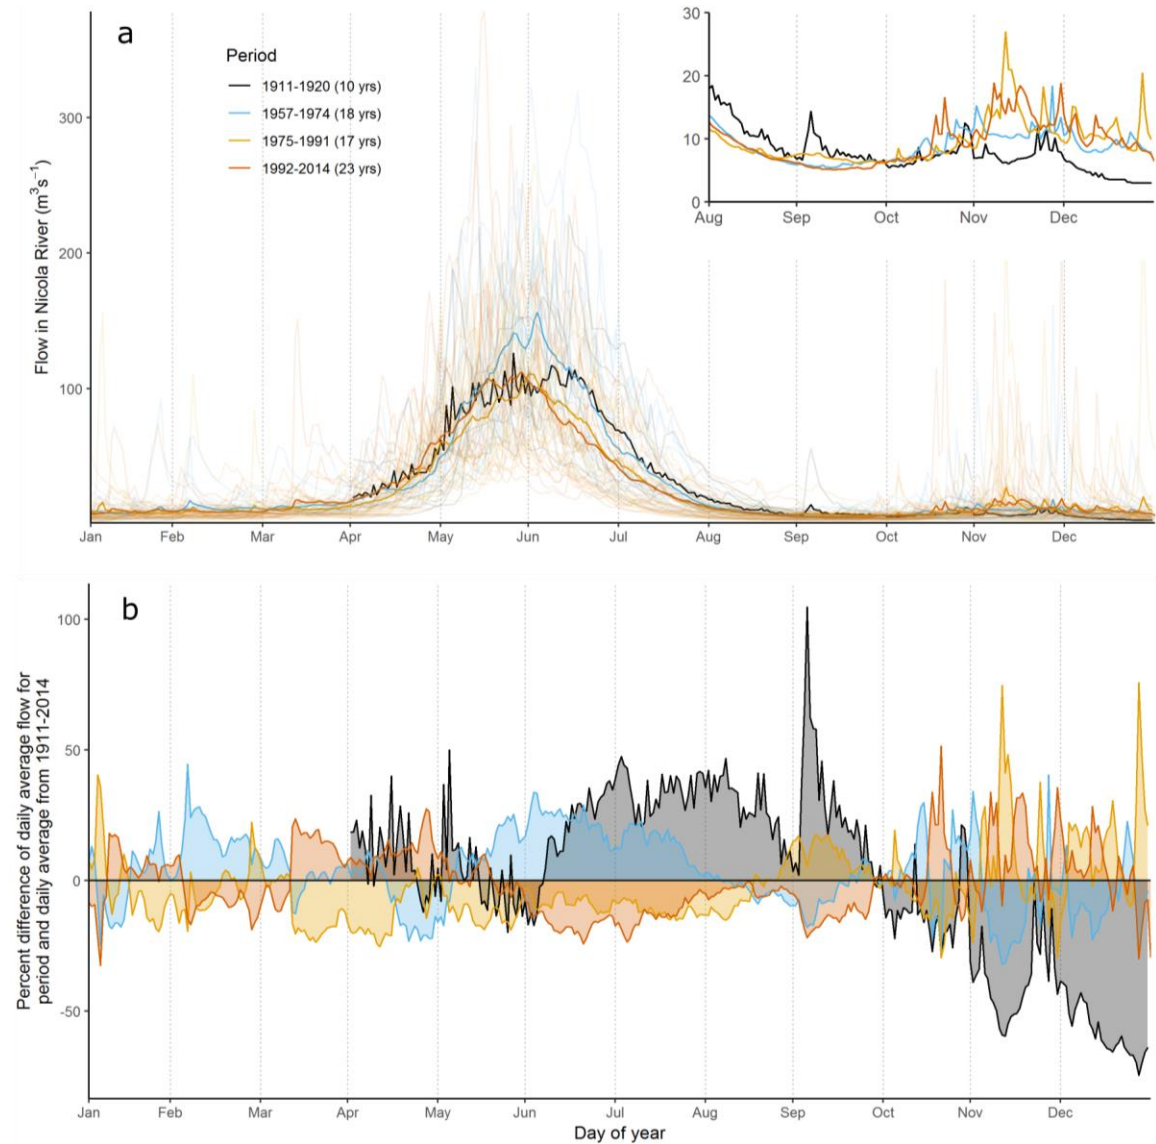 a
Period
1911-1920 (10 yrs)
1957-1974 (18 yrs)
1975-1991 (17 yrs)
1992-2014 (23 yrs)
Flow in Nicola River (m³s⁻¹)
300
200
100
Jan Feb Mar Apr May Jun Jul Aug Sep Oct Nov Dec
30
20
10
0
Aug Sep Oct Nov Dec
b
Percent difference of daily average flow for
period and daily average from 1911-2014
100
50
0
-50
Jan Feb Mar Apr May Jun Jul Aug Sep Oct Nov Dec
Day of year